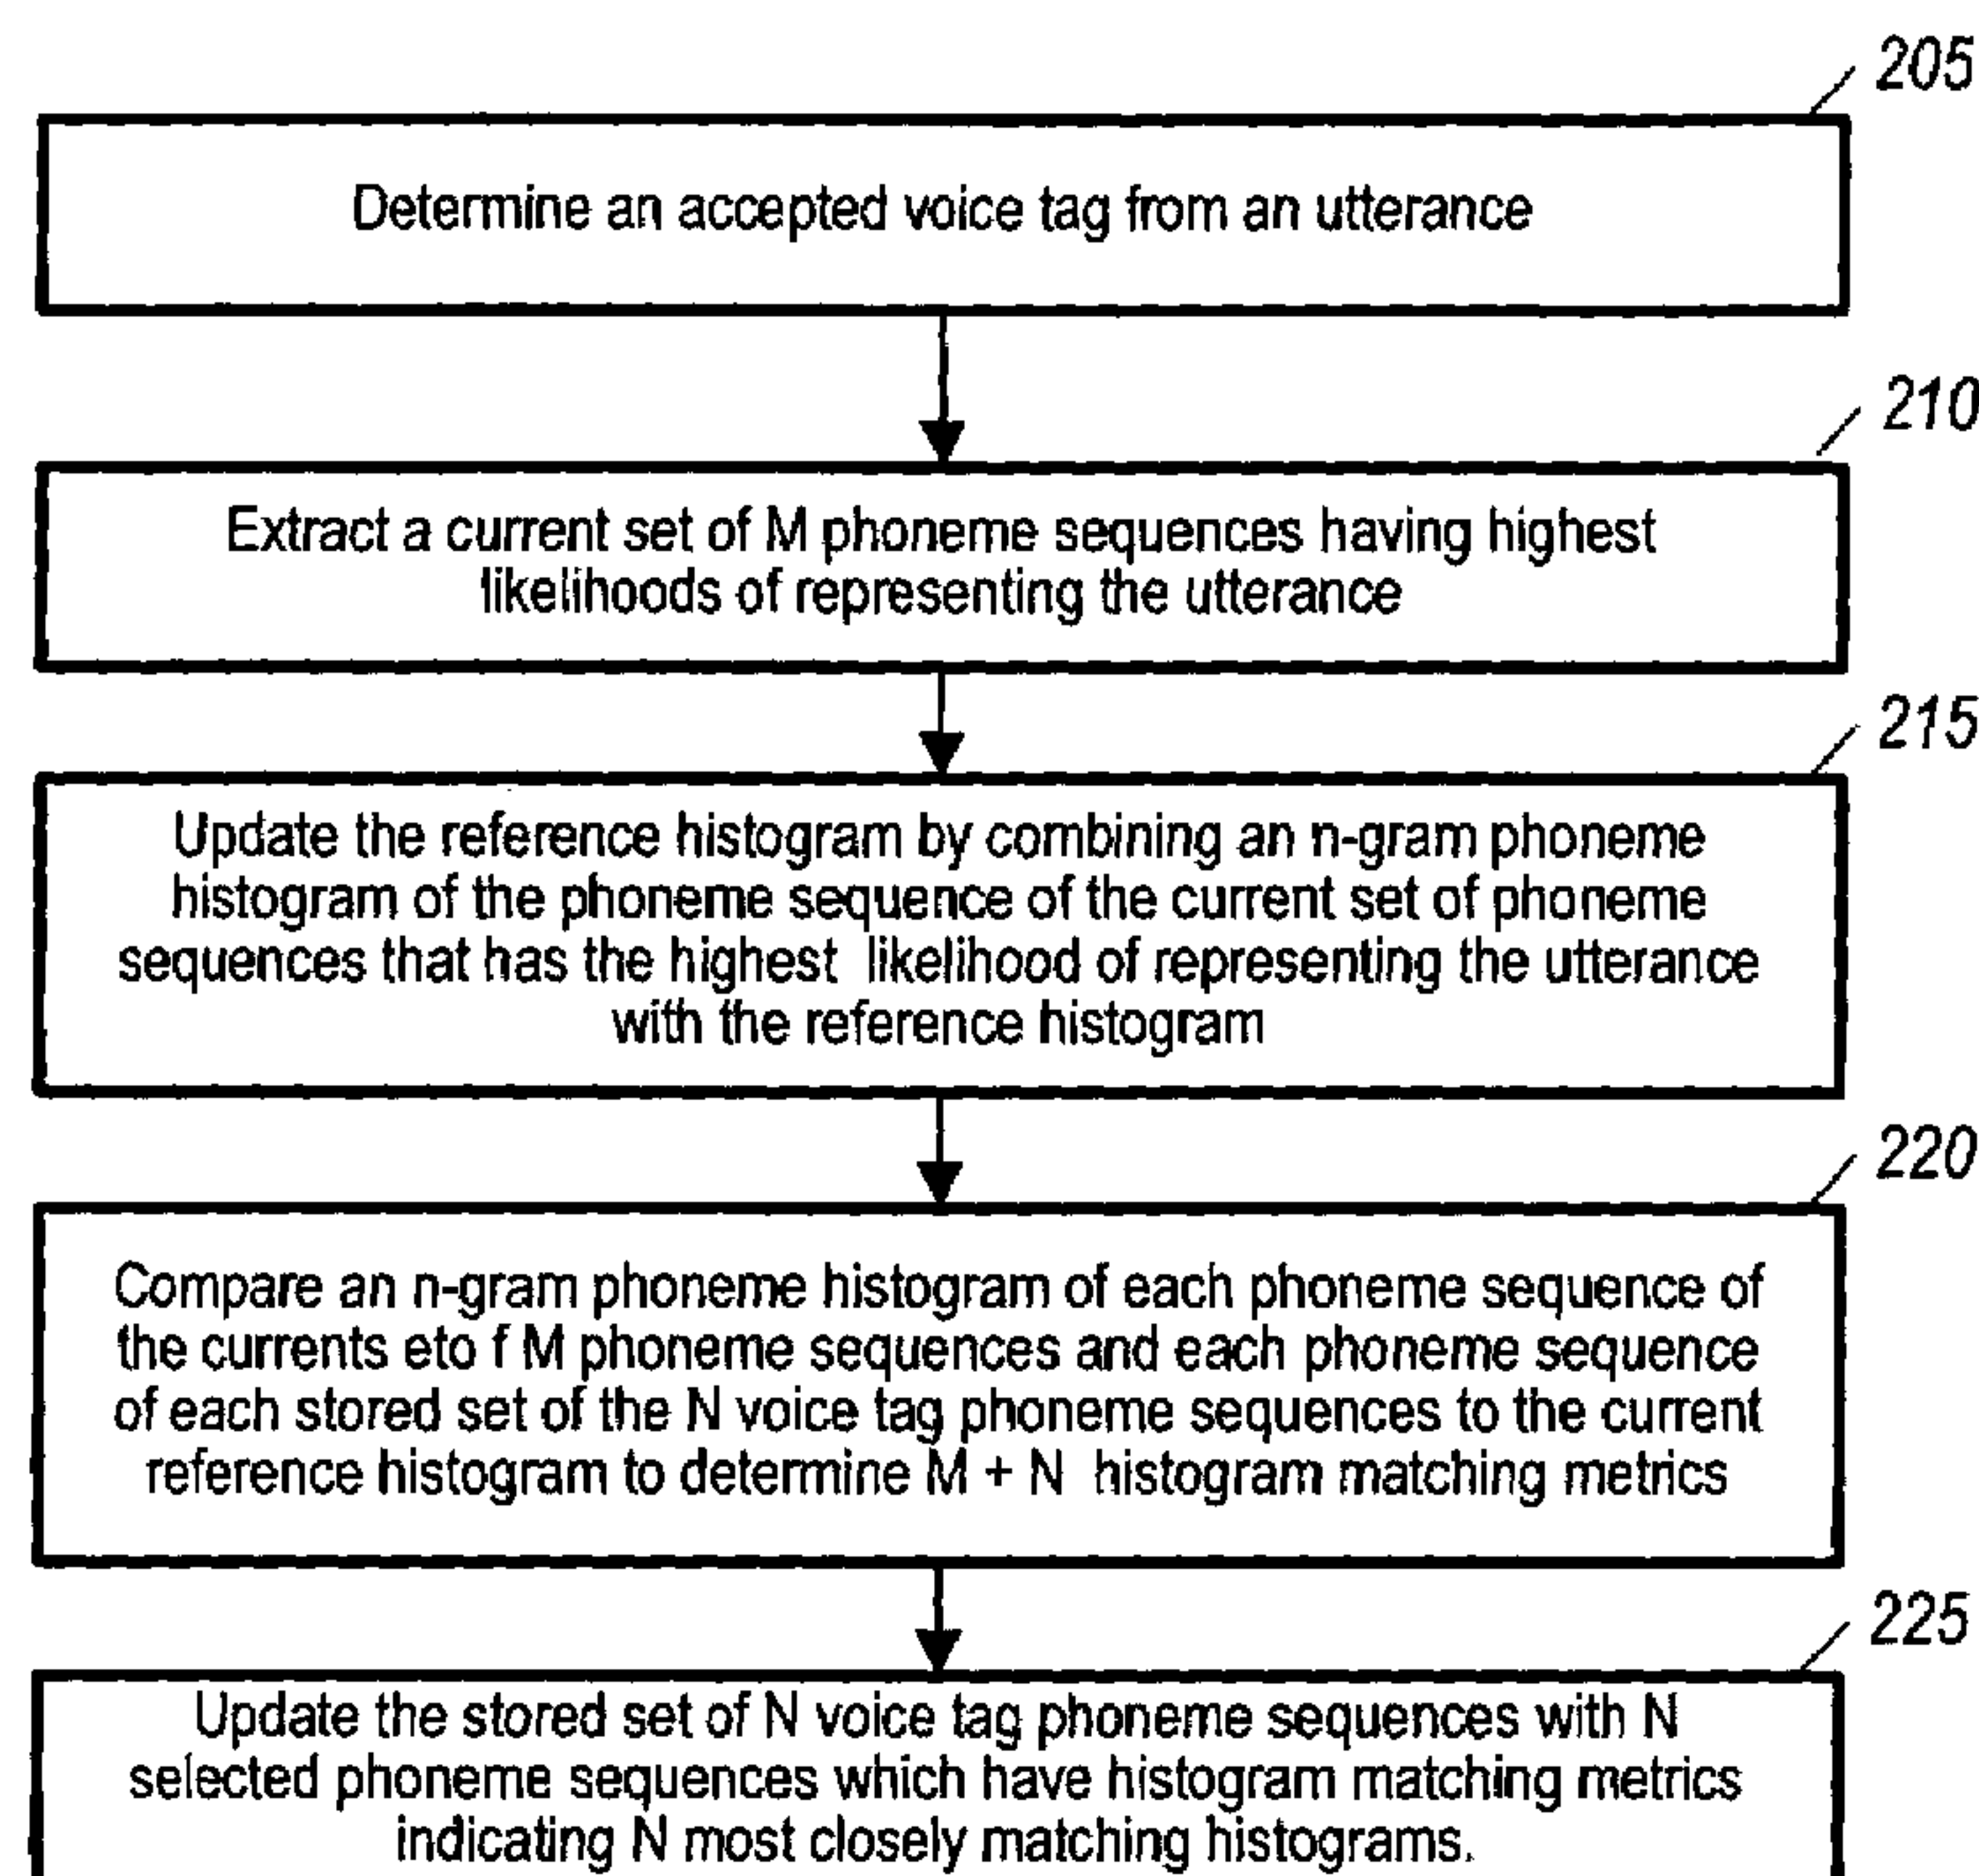 205
Determine an accepted voice tag from an utterance
210
Extract a current set of M phoneme sequences having highest
likelihoods of representing the utterance
215
Update the reference histogram by combining an n-gram phoneme
histogram of the phoneme sequence of the current set of phoneme
sequences that has the highest likelihood of representing the utterance
with the reference histogram
220
Compare an n-gram phoneme histogram of each phoneme sequence of
the currents eto f M phoneme sequences and each phoneme sequence
of each stored set of the N voice tag phoneme sequences to the current
reference histogram to determine M + N histogram matching metrics
225
Update the stored set of N voice tag phoneme sequences with N
selected phoneme sequences which have histogram matching metrics
indicating N most closely matching histograms.